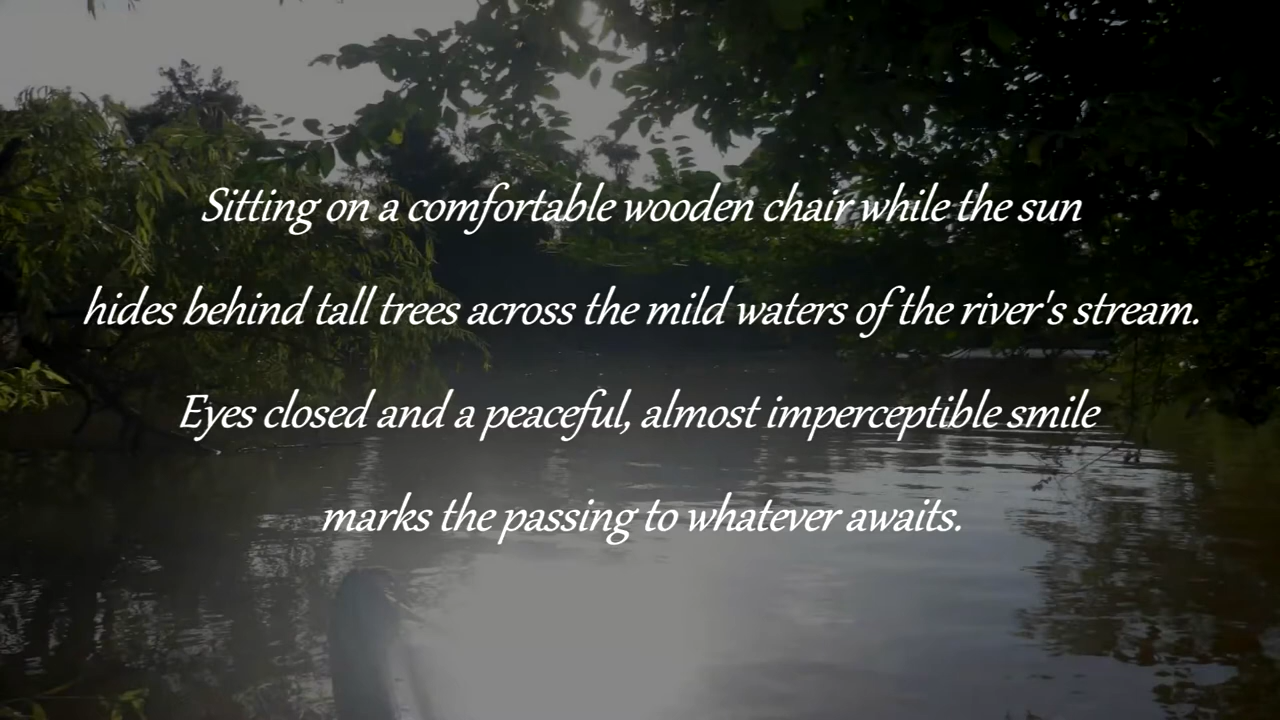 Sitting on a comfortable wooden chair while the sun
hides behind tall trees across the mild waters of the river's stream.
Eyes closed and a peaceful, almost imperceptible smile
marks the passing to whatever awaits.